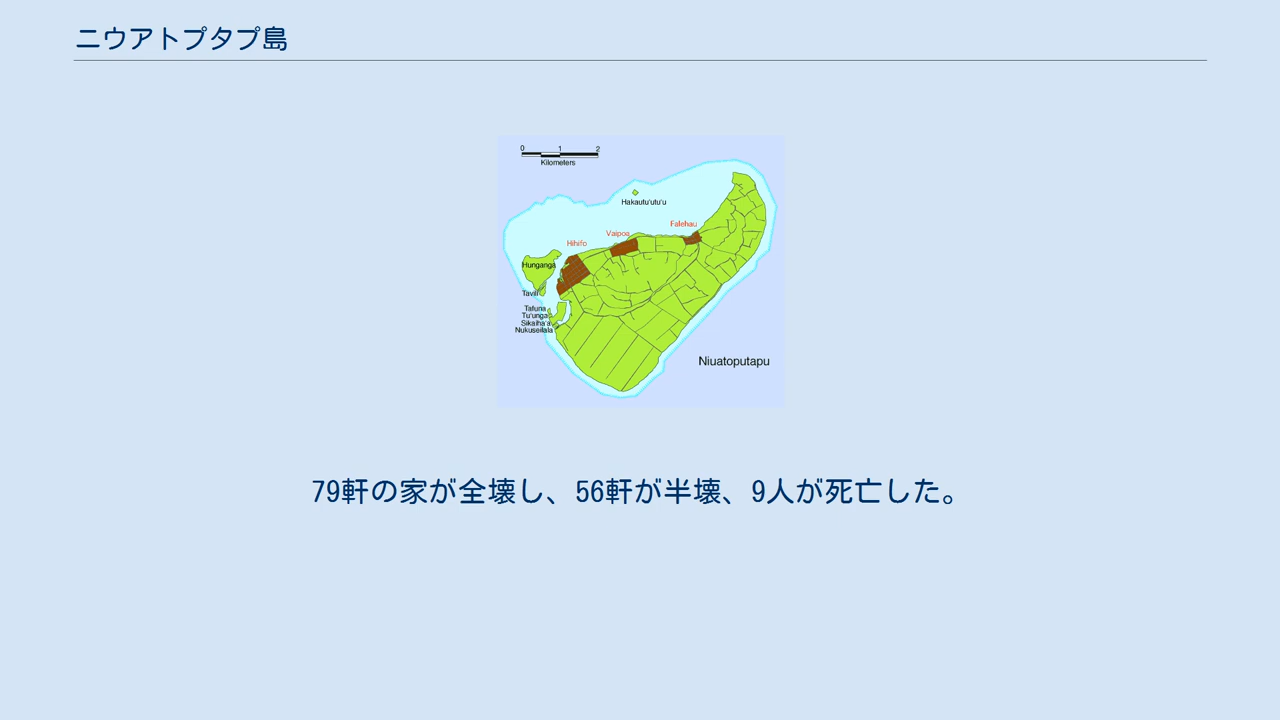 ニウアトプタプ島
0 1 2
Kilometers
Hakautu'utu'u
Falehau
Vaipoa
Hihifo
Hunganga
Tavili
Tafuna
Tu'unga
Sikaiha'a
Nukuseilala
Niuatoputapu
79軒の家が全壊し、56軒が半壊、9人が死亡した。